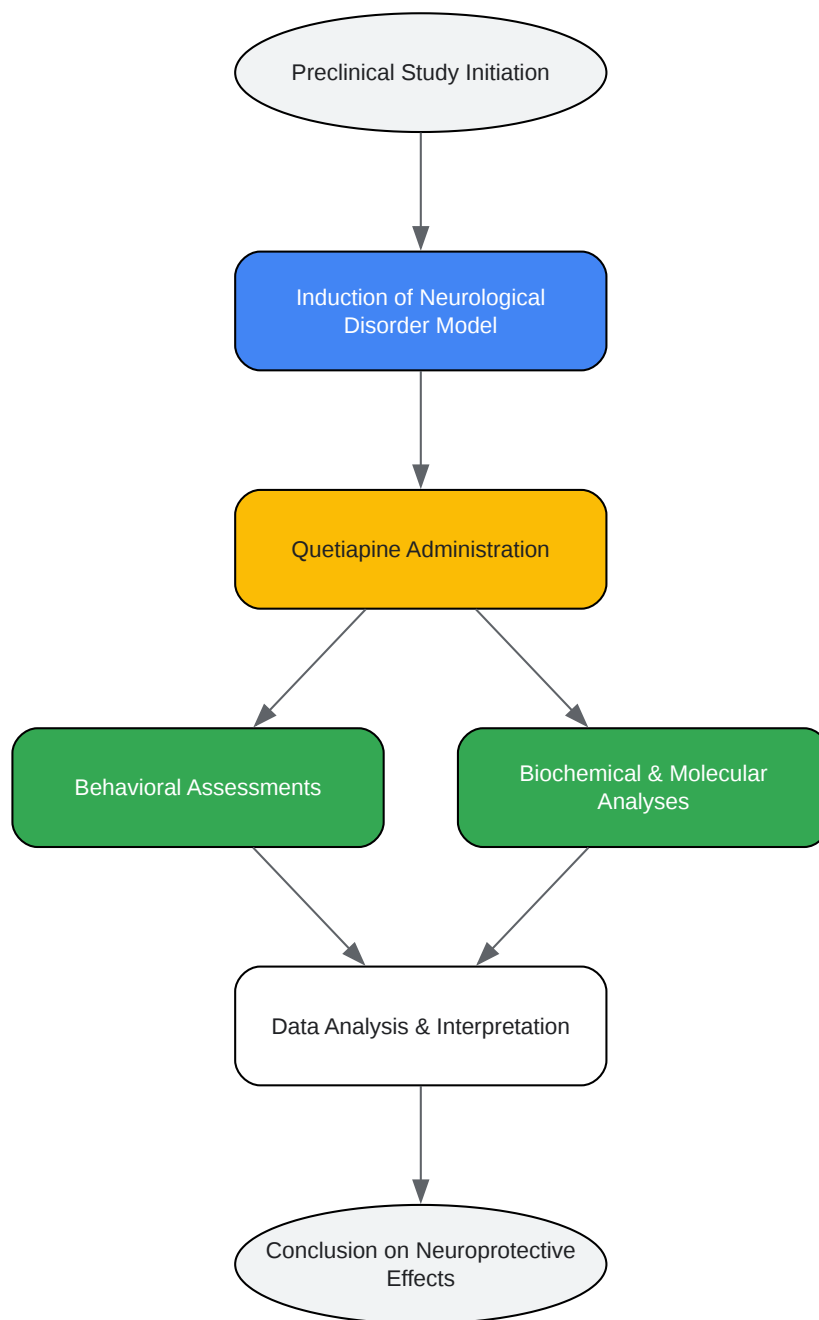 Preclinical Study Initiation
Induction of Neurological
Disorder Model
Quetiapine Administration
Behavioral Assessments
Biochemical & Molecular
Analyses
Data Analysis & Interpretation
Conclusion on Neuroprotective
Effects